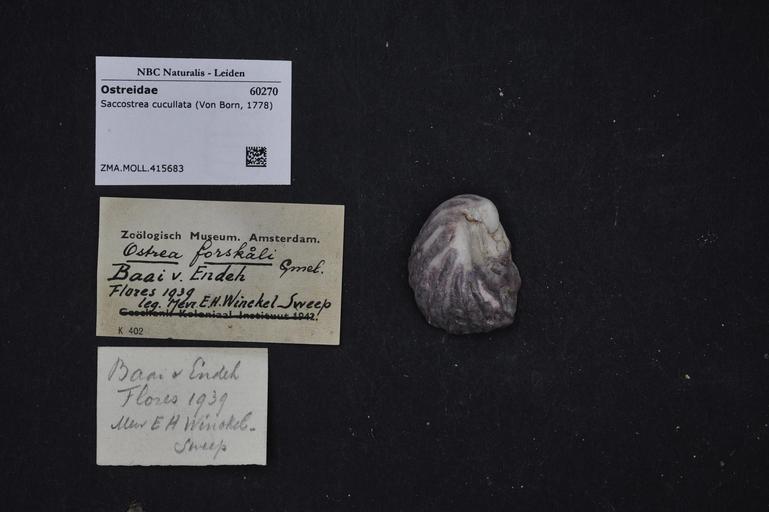 NBC Naturalis - Leiden
Ostreidae 60270
Saccostrea cucullata (Von Born, 1778)
ZMA.MOLL.415683
Zoölogisch Museum. Amsterdam.
Ostrea forskåli Gmel.
Baai v. Endeh
Flores 1939
leg. Mevr E.H. Winckel-Sweep
Geschenk Koloniaal Instituut 1942.
K 402
Baai v Endeh
Flores 1939
Mevr E H Winckel-
Sweep